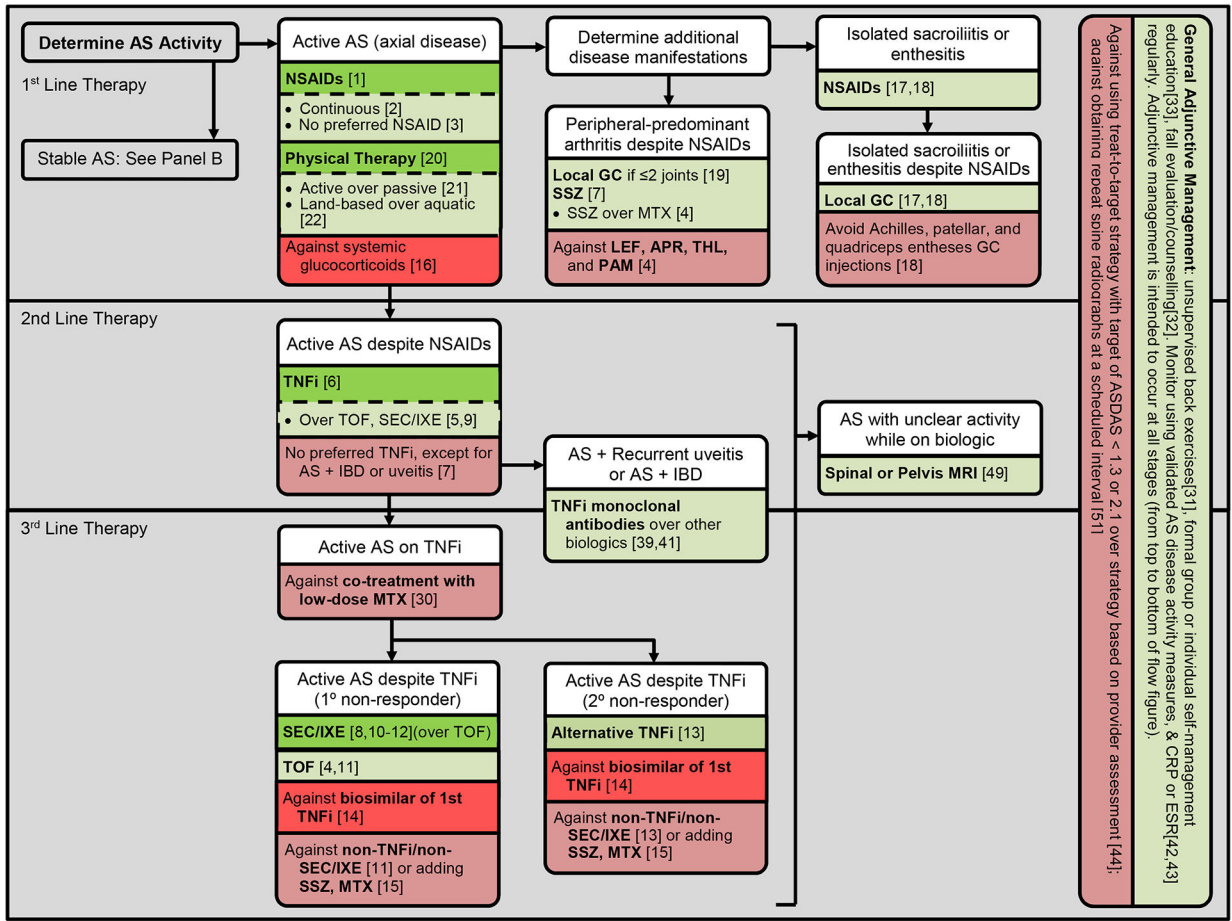 Determine AS Activity
1st Line Therapy
Stable AS: See Panel B
Active AS (axial disease)
NSAIDs [1]
• Continuous [2]
• No preferred NSAID [3]
Physical Therapy [20]
• Active over passive [21]
• Land-based over aquatic
[22]
Against systemic
glucocorticoids [16]
Determine additional
disease manifestations
Peripheral-predominant
arthritis despite NSAIDs
Local GC if ≤2 joints [19]
SSZ [7]
• SSZ over MTX [4]
Against LEF, APR, THL,
and PAM [4]
Isolated sacroiliitis or
enthesitis
NSAIDs [17,18]
Isolated sacroiliitis or
enthesitis despite NSAIDs
Local GC [17,18]
Avoid Achilles, patellar, and
quadriceps entheses GC
injections [18]
2nd Line Therapy
Active AS despite NSAIDs
TNFi [6]
• Over TOF, SEC/IXE [5,9]
No preferred TNFi, except for
AS + IBD or uveitis [7]
AS + Recurrent uveitis
or AS + IBD
TNFi monoclonal
antibodies over other
biologics [39,41]
AS with unclear activity
while on biologic
Spinal or Pelvis MRI [49]
3rd Line Therapy
Active AS on TNFi
Against co-treatment with
low-dose MTX [30]
Active AS despite TNFi
(1º non-responder)
SEC/IXE [8,10-12](over TOF)
TOF [4,11]
Against biosimilar of 1st
TNFi [14]
Against non-TNFi/non-
SEC/IXE [11] or adding
SSZ, MTX [15]
Active AS despite TNFi
(2º non-responder)
Alternative TNFi [13]
Against biosimilar of 1st
TNFi [14]
Against non-TNFi/non-
SEC/IXE [13] or adding
SSZ, MTX [15]
General Adjunctive Management: unsupervised back exercises[31], formal group or individual self-management
education[33], fall evaluation/counselling[32]. Monitor using validated AS disease activity measures, & CRP or ESR[42,43]
regularly. Adjunctive management is intended to occur at all stages (from top to bottom of flow figure).
Against using treat-to-target strategy with target of ASDAS < 1.3 or 2.1 over strategy based on provider assessment [44];
against obtaining repeat spine radiographs at a scheduled interval [51]